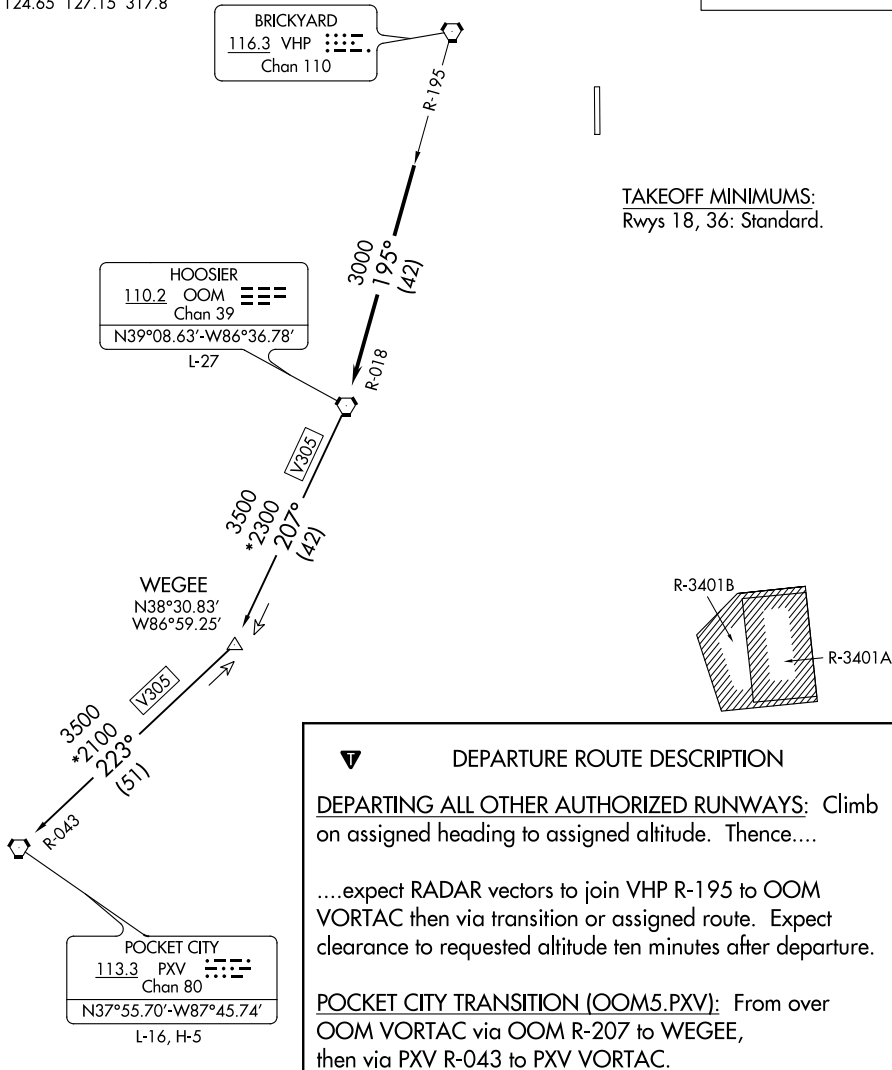 124.65 127.15 317.8
BRICKYARD
116.3 VHP
Chan 110
R-195
TAKEOFF MINIMUMS:
Rwys 18, 36: Standard.
3000
195°
(42)
HOOSIER
110.2 OOM
Chan 39
N39°08.63'-W86°36.78'
L-27
R-018
V305
3500
*2300
207°
(42)
WEGEE
N38°30.83'
W86°59.25'
R-3401B
R-3401A
V305
3500
*2100
223°
(51)
R-043
POCKET CITY
113.3 PXV
Chan 80
N37°55.70'-W87°45.74'
L-16, H-5
T
DEPARTURE ROUTE DESCRIPTION
DEPARTING ALL OTHER AUTHORIZED RUNWAYS: Climb
on assigned heading to assigned altitude. Thence....
....expect RADAR vectors to join VHP R-195 to OOM
VORTAC then via transition or assigned route. Expect
clearance to requested altitude ten minutes after departure.
POCKET CITY TRANSITION (OOM5.PXV): From over
OOM VORTAC via OOM R-207 to WEGEE,
then via PXV R-043 to PXV VORTAC.